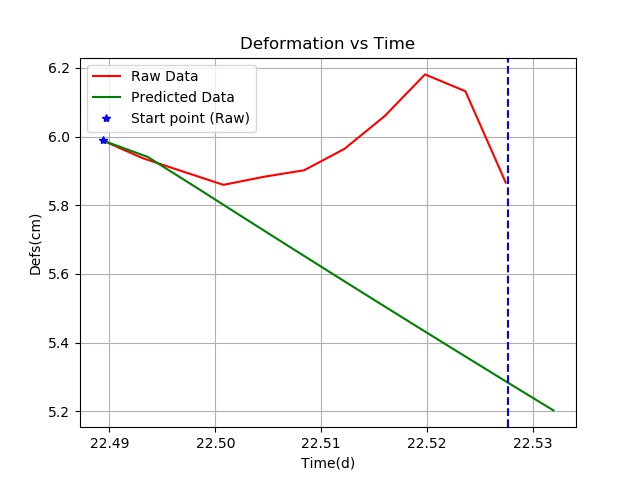 Deformation vs Time
Raw Data
Predicted Data
Start point (Raw)
6.2
6.0
5.8
5.6
5.4
5.2
Defs(cm)
22.49 22.50 22.51 22.52 22.53
Time(d)